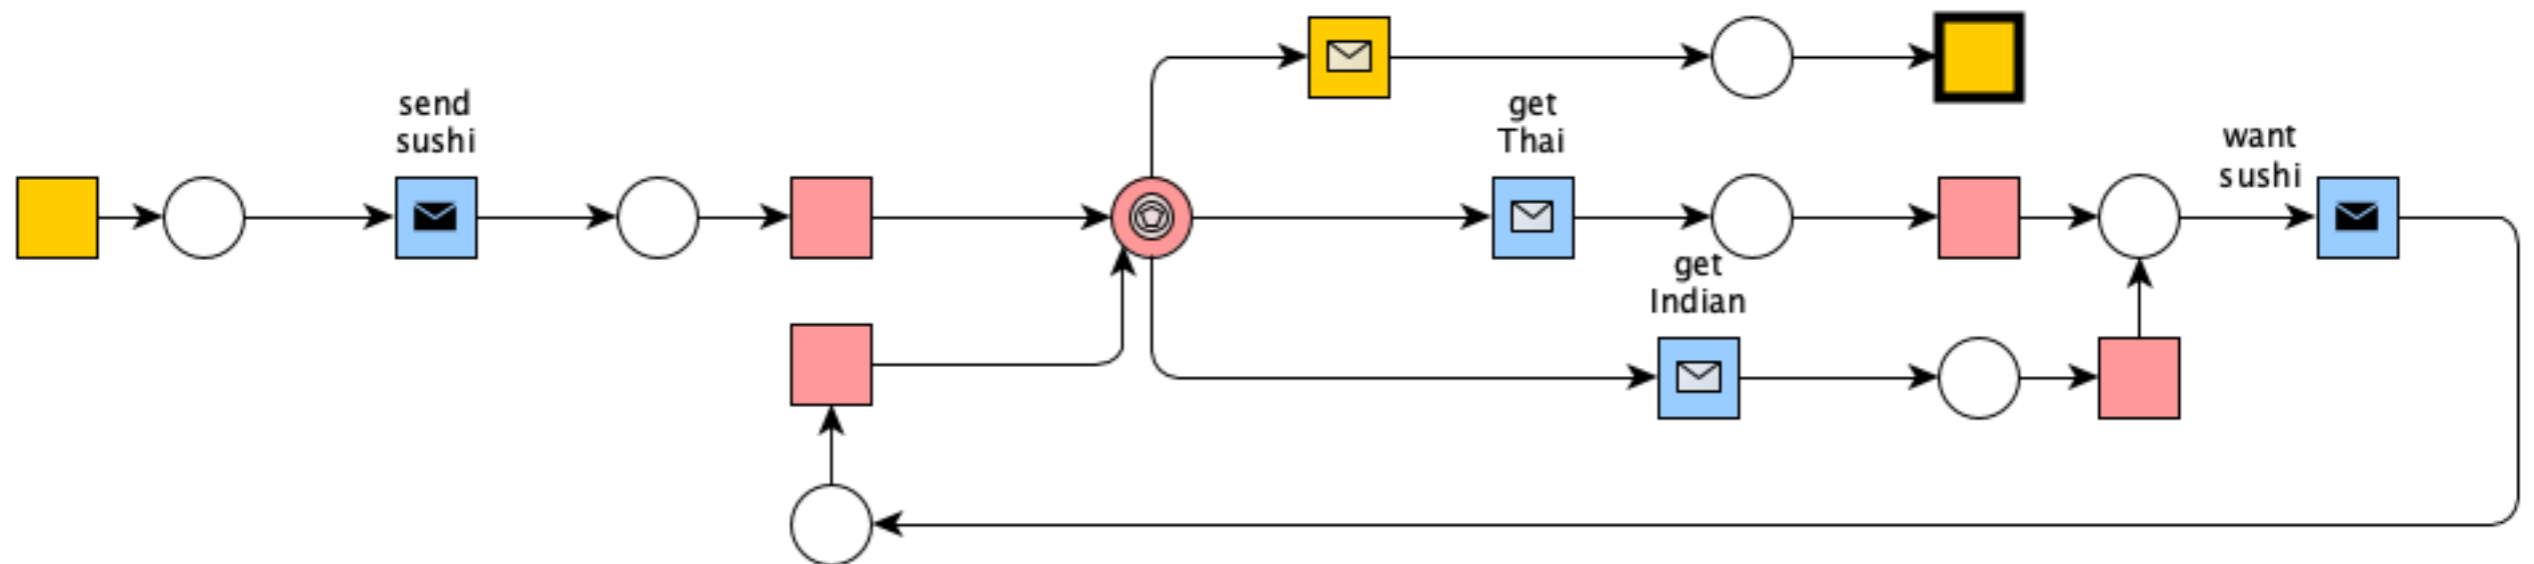 send
sushi
get
Thai
want
sushi
get
Indian